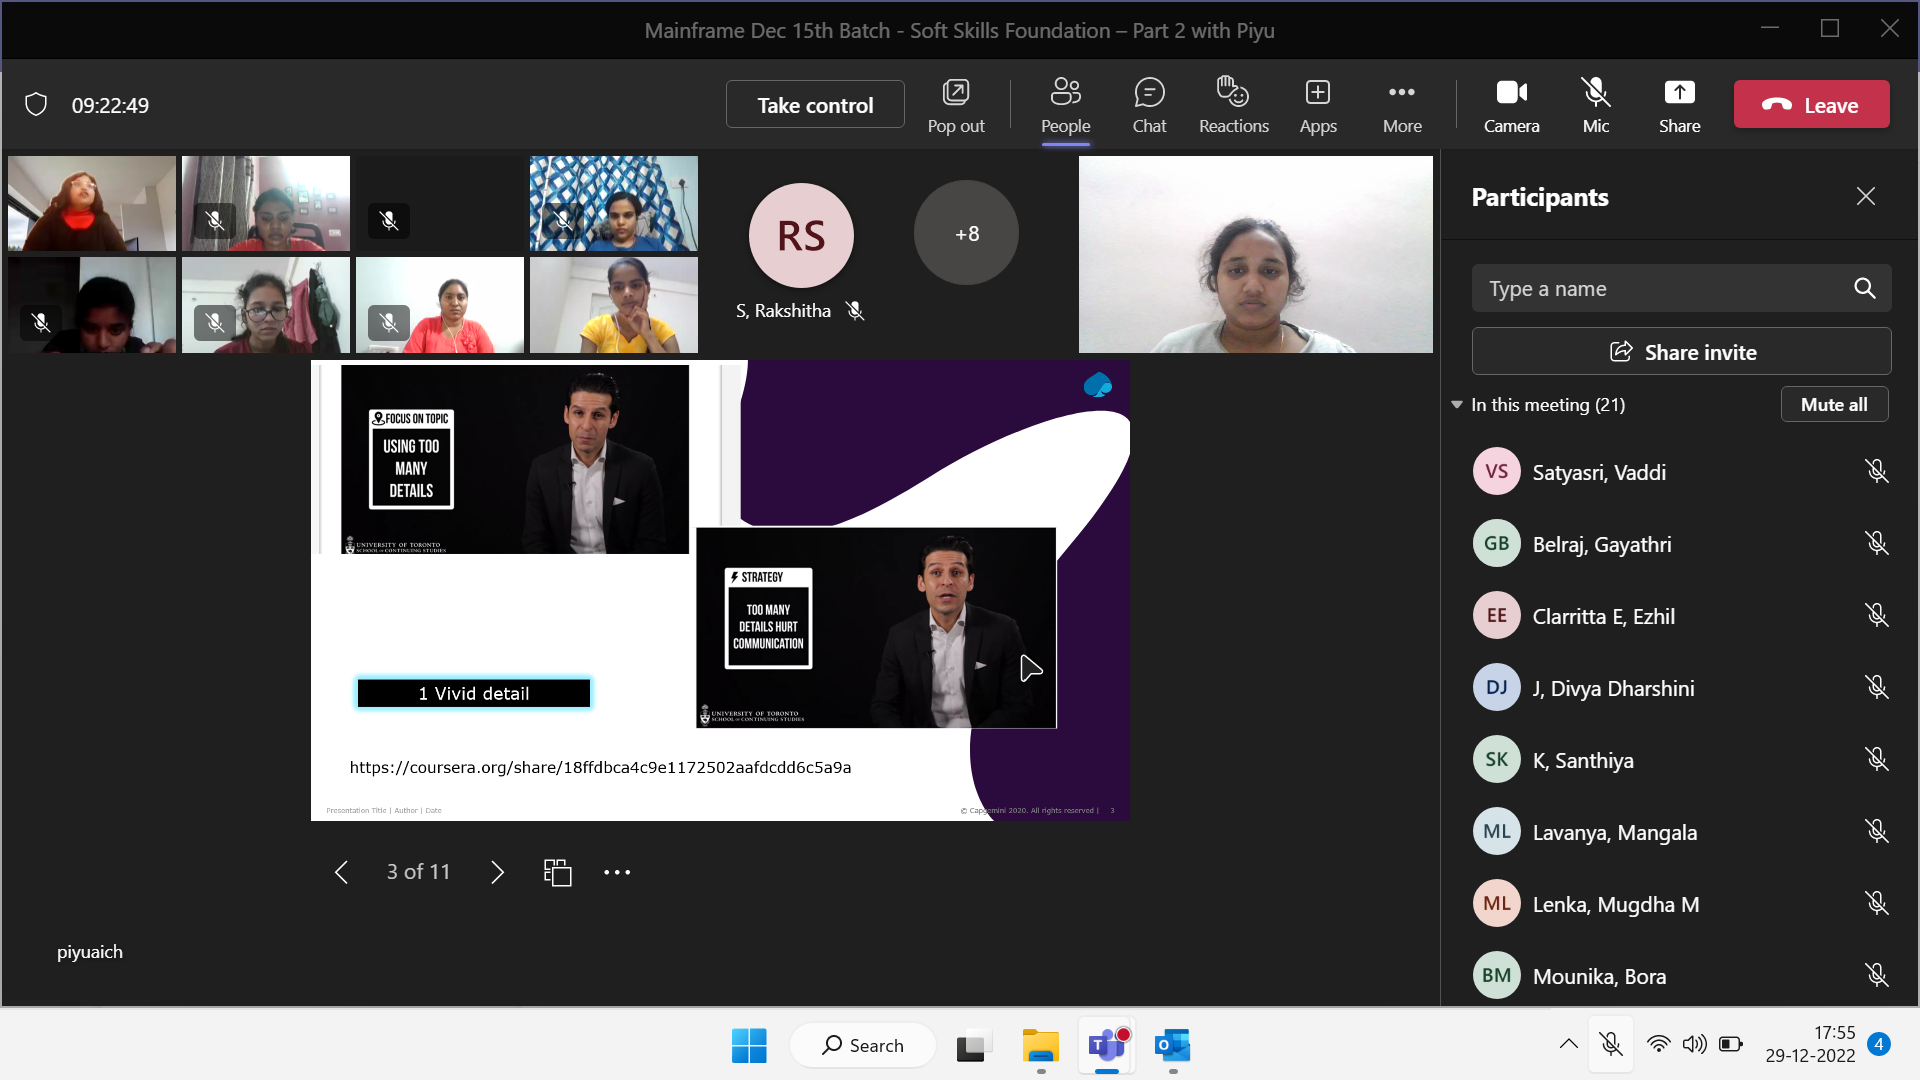 Mainframe Dec 15th Batch - Soft Skills Foundation – Part 2 with Piyu
09:22:49
Take control
Pop out
People
Chat
Reactions
Apps
More
Camera
Mic
Share
Leave
RS
+8
S, Rakshitha
Participants
Type a name
Share invite
In this meeting (21)
Mute all
VS
Satyasri, Vaddi
GB
Belraj, Gayathri
EE
Clarritta E, Ezhil
DJ
J, Divya Dharshini
SK
K, Santhiya
ML
Lavanya, Mangala
ML
Lenka, Mugdha M
BM
Mounika, Bora
FOCUS ON TOPIC
USING TOO
MANY
DETAILS
UNIVERSITY OF TORONTO
SCHOOL OF CONTINUING STUDIES
STRATEGY
TOO MANY
DETAILS HURT
COMMUNICATION
UNIVERSITY OF TORONTO
SCHOOL OF CONTINUING STUDIES
1 Vivid detail
https://coursera.org/share/18ffdbca4c9e1172502aafdcdd6c5a9a
Presentation Title | Author | Date
© Capgemini 2020. All rights reserved | 3
3 of 11
piyuaich
Search
T
O
17:55
29-12-2022
4